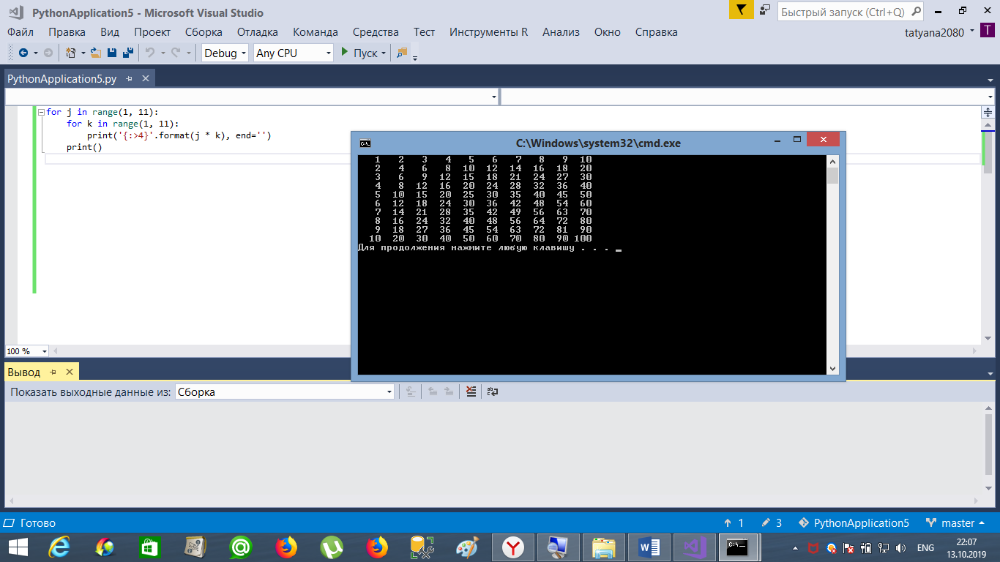 PythonApplication5 - Microsoft Visual Studio
Быстрый запуск (Ctrl+Q)
Файл Правка Вид Проект Сборка Отладка Команда Средства Тест Инструменты R Анализ Окно Справка
tatyana2080 T
Debug Any CPU Пуск
PythonApplication5.py
for j in range(1, 11):
    for k in range(1, 11):
        print('{:>4}'.format(j * k), end='')
    print()
C:\Windows\system32\cmd.exe
C:\.
   1   2   3   4   5   6   7   8   9  10
   2   4   6   8  10  12  14  16  18  20
   3   6   9  12  15  18  21  24  27  30
   4   8  12  16  20  24  28  32  36  40
   5  10  15  20  25  30  35  40  45  50
   6  12  18  24  30  36  42  48  54  60
   7  14  21  28  35  42  49  56  63  70
   8  16  24  32  40  48  56  64  72  80
   9  18  27  36  45  54  63  72  81  90
  10  20  30  40  50  60  70  80  90 100
Для продолжения нажмите любую клавишу . . . _
100 %
Вывод
Показать выходные данные из: Сборка
Готово
1 3 PythonApplication5 master
ENG
22:07
13.10.2019